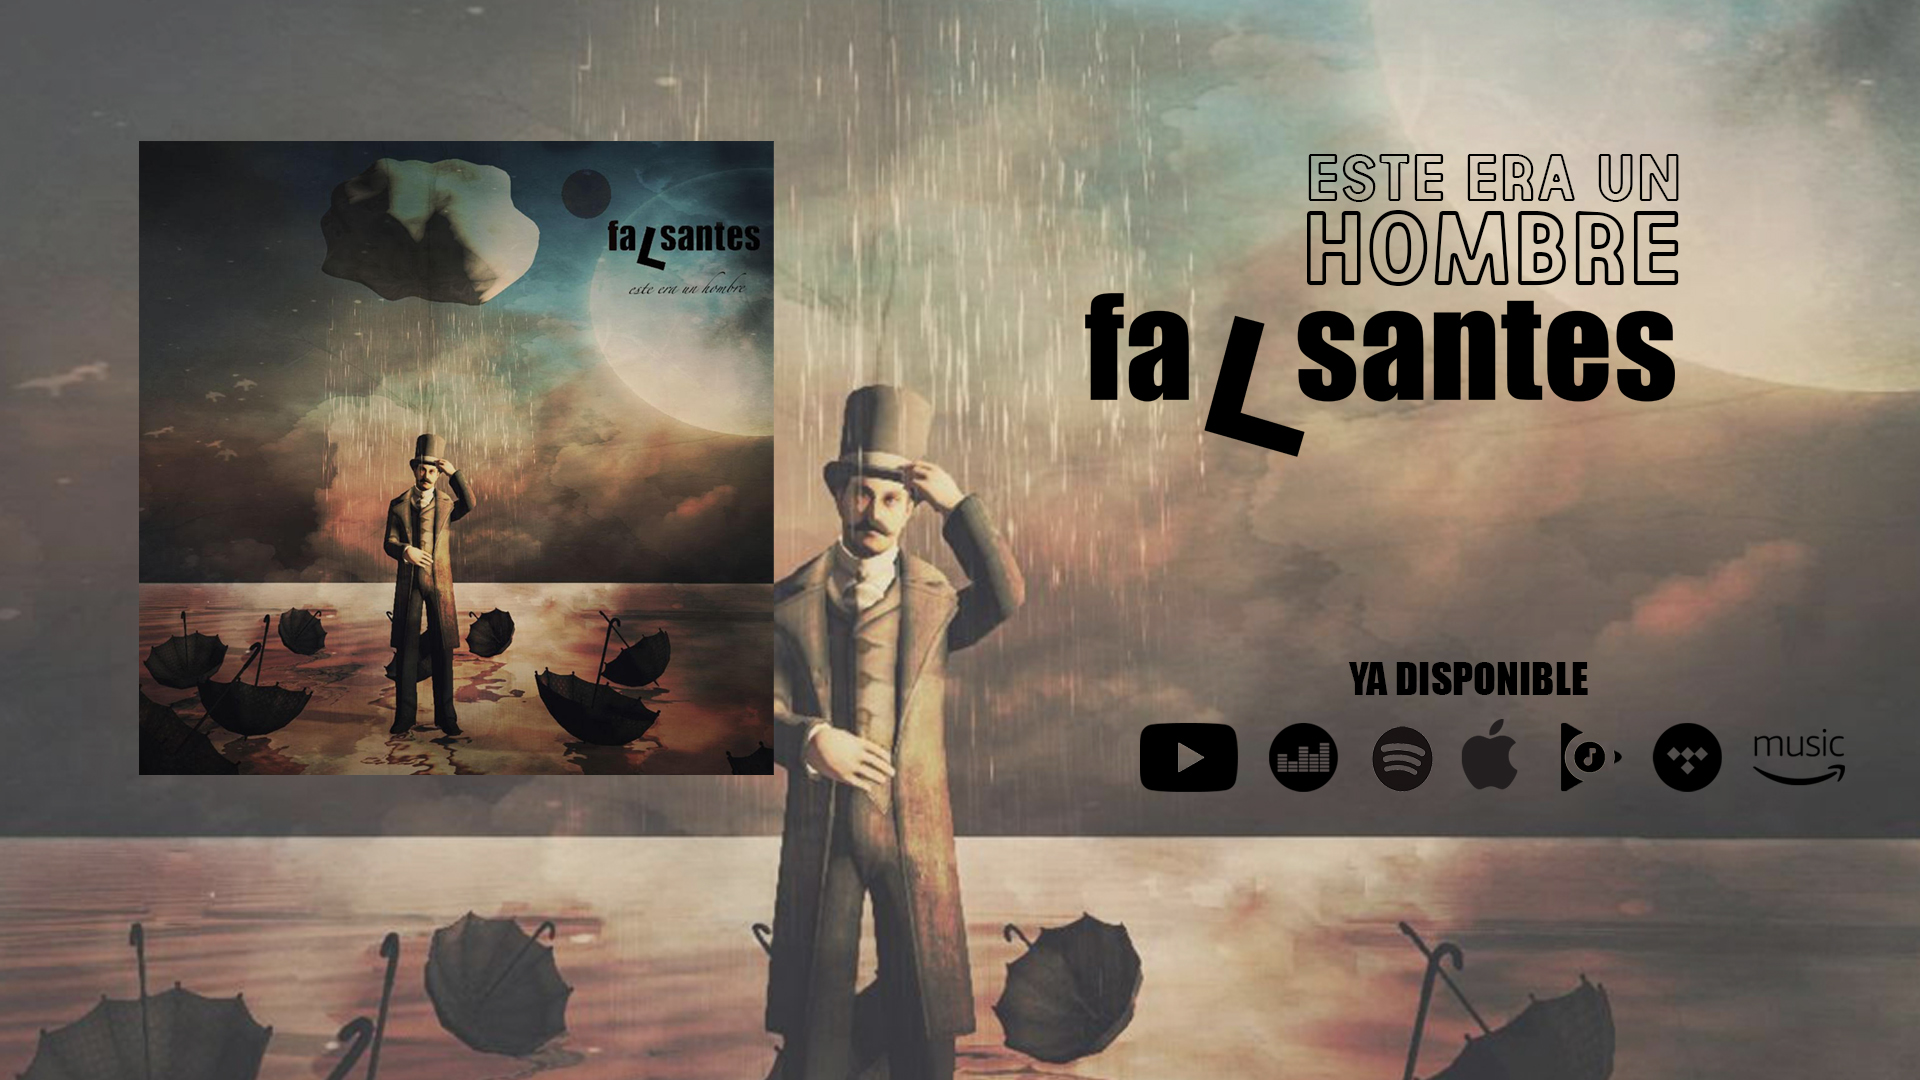 faLsantes
este era un hombre
ESTE ERA UN
HOMBRE
faLsantes
YA DISPONIBLE
music